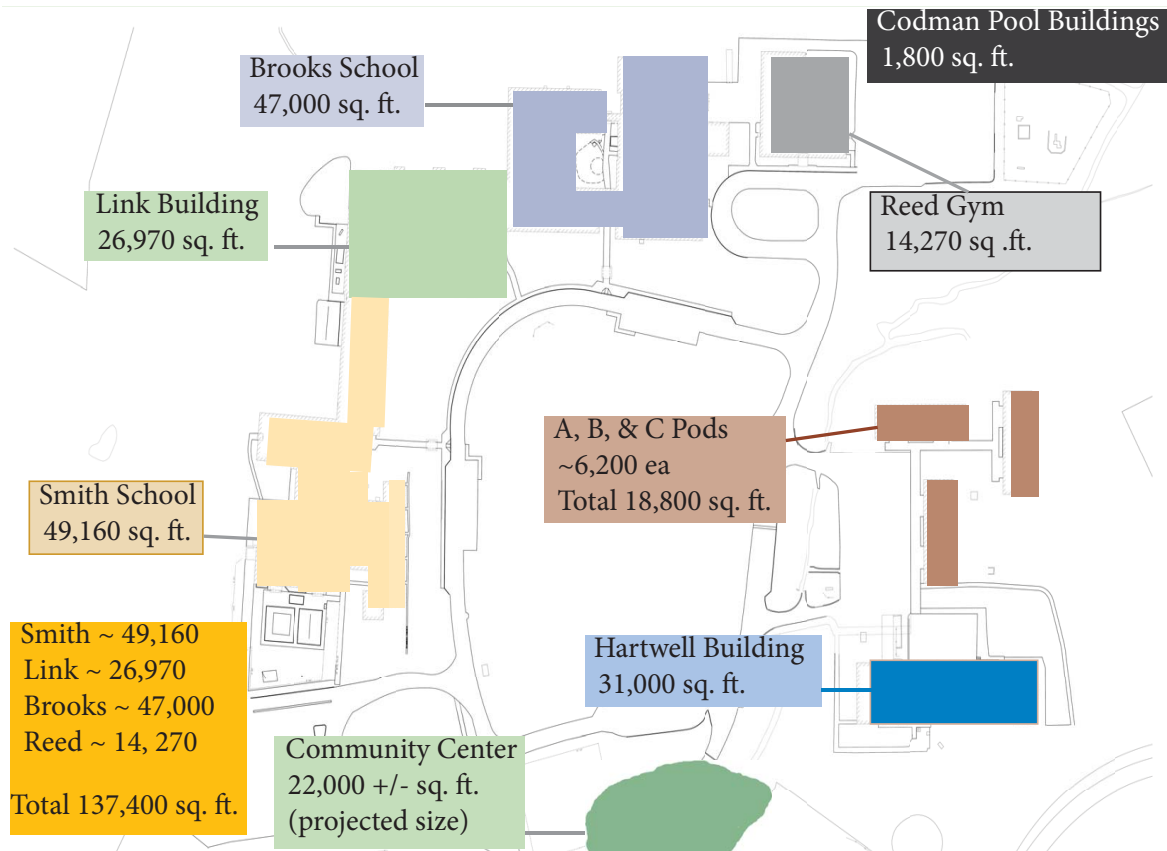 Codman Pool Buildings
1,800 sq. ft.
Brooks School
47,000 sq. ft.
Link Building
26,970 sq. ft.
Reed Gym
14,270 sq .ft.
A, B, & C Pods
~6,200 ea
Total 18,800 sq. ft.
Smith School
49,160 sq. ft.
Smith ~ 49,160
Link ~ 26,970
Brooks ~ 47,000
Reed ~ 14, 270
Total 137,400 sq. ft.
Hartwell Building
31,000 sq. ft.
Community Center
22,000 +/- sq. ft.
(projected size)